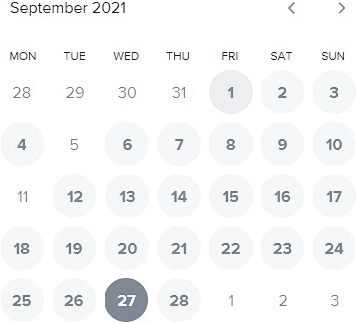 September 2021
MON TUE WED THU FRI SAT SUN
28 29 30 31 1 2 3
4 5 6 7 8 9 10
11 12 13 14 15 16 17
18 19 20 21 22 23 24
25 26 27 28 1 2 3